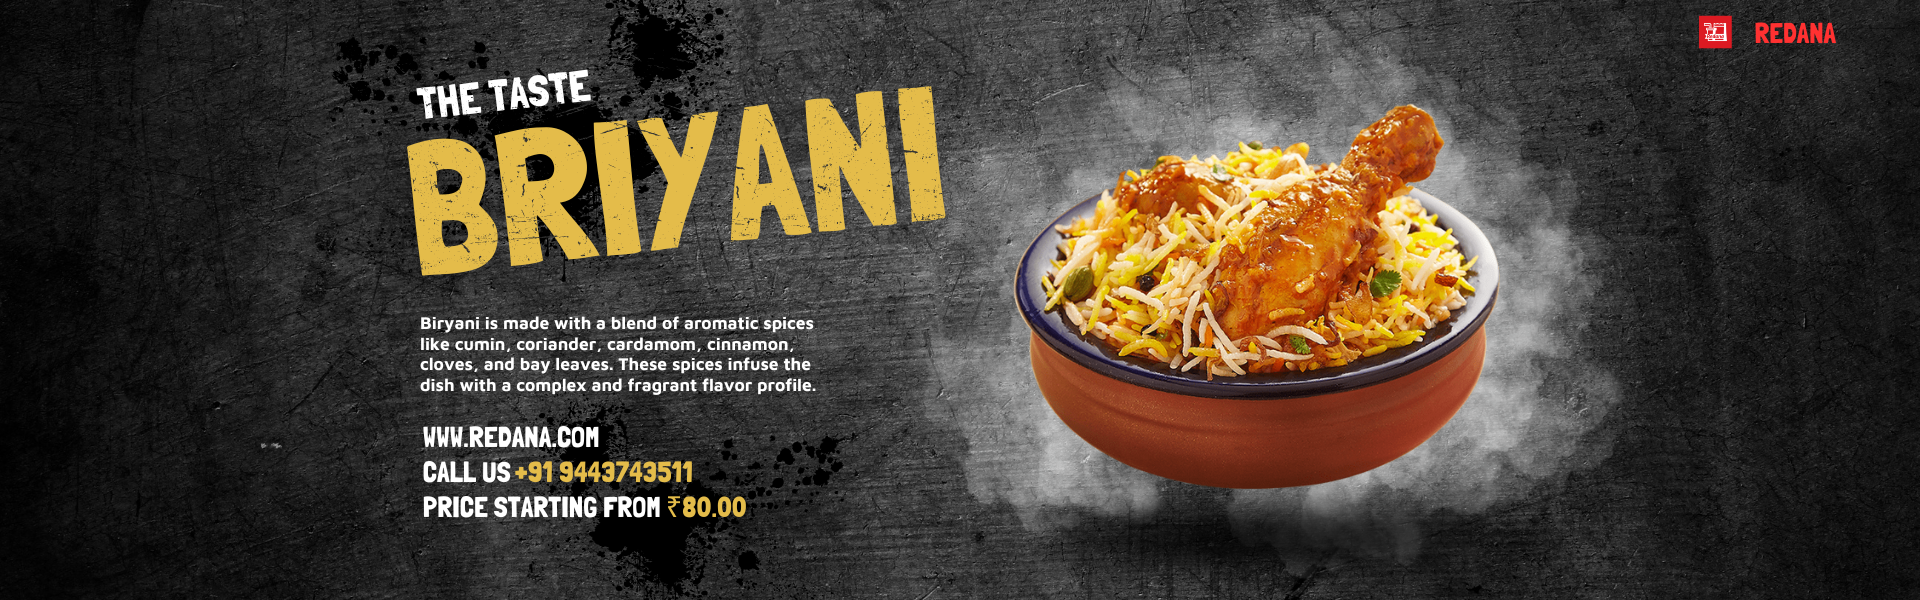 REDANA
THE TASTE
BRIYANI
Biryani is made with a blend of aromatic spices
like cumin, coriander, cardamom, cinnamon,
cloves, and bay leaves. These spices infuse the
dish with a complex and fragrant flavor profile.
WWW.REDANA.COM
CALL US +91 9443743511
PRICE STARTING FROM ₹80.00